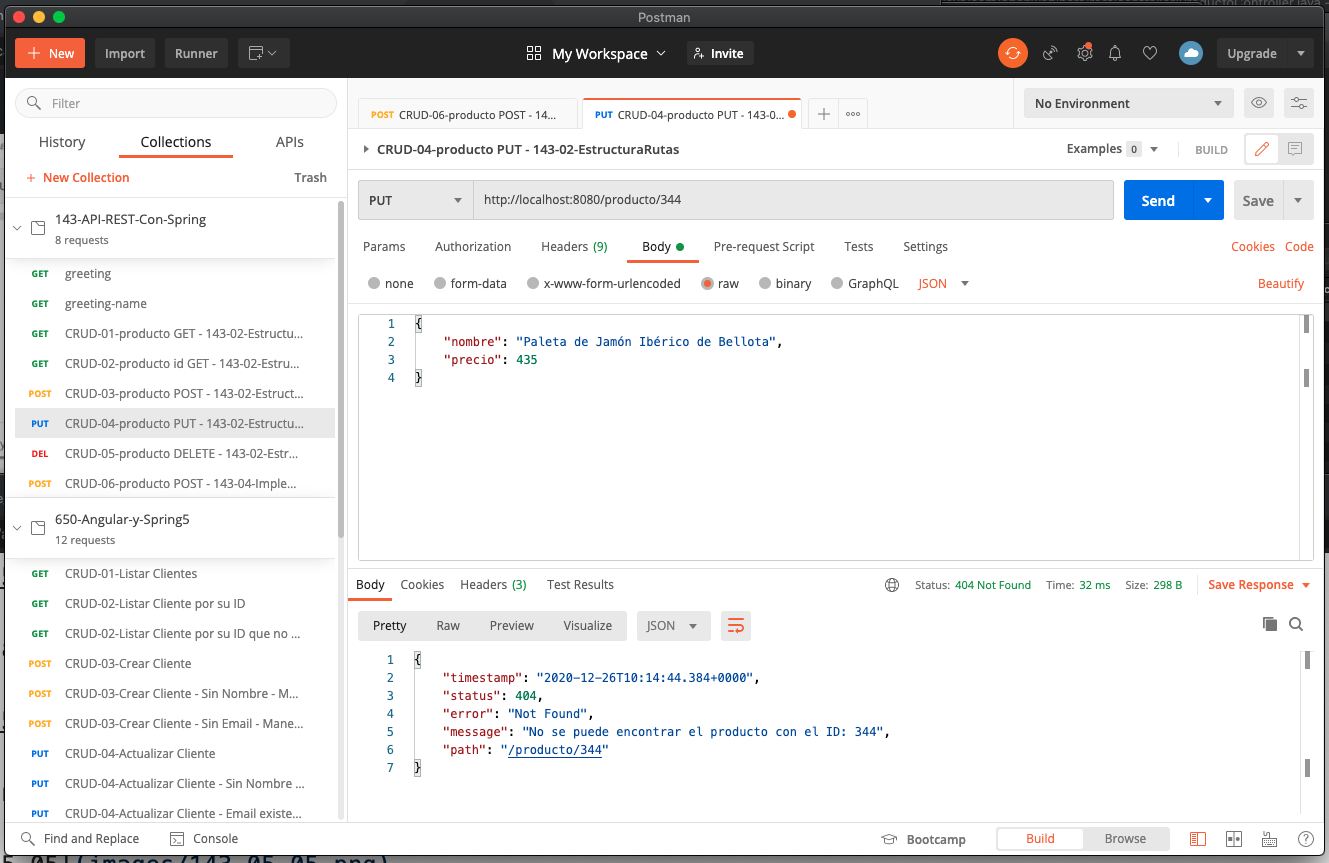 Postman
New Import Runner My Workspace Invite Upgrade
Filter
History Collections APIs
New Collection Trash
143-API-REST-Con-Spring
8 requests
GET greeting
GET greeting-name
GET CRUD-01-producto GET - 143-02-Estructu...
GET CRUD-02-producto id GET - 143-02-Estru...
POST CRUD-03-producto POST - 143-02-Estruct...
PUT CRUD-04-producto PUT - 143-02-Estructu...
DEL CRUD-05-producto DELETE - 143-02-Estr...
POST CRUD-06-producto POST - 143-04-Imple...
650-Angular-y-Spring5
12 requests
GET CRUD-01-Listar Clientes
GET CRUD-02-Listar Cliente por su ID
GET CRUD-02-Listar Cliente por su ID que no ...
POST CRUD-03-Crear Cliente
POST CRUD-03-Crear Cliente - Sin Nombre - M...
POST CRUD-03-Crear Cliente - Sin Email - Mane...
PUT CRUD-04-Actualizar Cliente
PUT CRUD-04-Actualizar Cliente - Sin Nombre ...
PUT CRUD-04-Actualizar Cliente - Email existe...
POST CRUD-06-producto POST - 14... PUT CRUD-04-producto PUT - 143-0...
No Environment
CRUD-04-producto PUT - 143-02-EstructuraRutas
Examples 0 BUILD
PUT http://localhost:8080/producto/344 Send Save
Params Authorization Headers (9) Body Pre-request Script Tests Settings Cookies Code
none form-data x-www-form-urlencoded raw binary GraphQL JSON Beautify
1 {
2 "nombre": "Paleta de Jamón Ibérico de Bellota",
3 "precio": 435
4 }
Body Cookies Headers (3) Test Results Status: 404 Not Found Time: 32 ms Size: 298 B Save Response
Pretty Raw Preview Visualize JSON
1 {
2 "timestamp": "2020-12-26T10:14:44.384+0000",
3 "status": 404,
4 "error": "Not Found",
5 "message": "No se puede encontrar el producto con el ID: 344",
6 "path": "/producto/344"
7 }
Find and Replace Console Bootcamp Build Browse